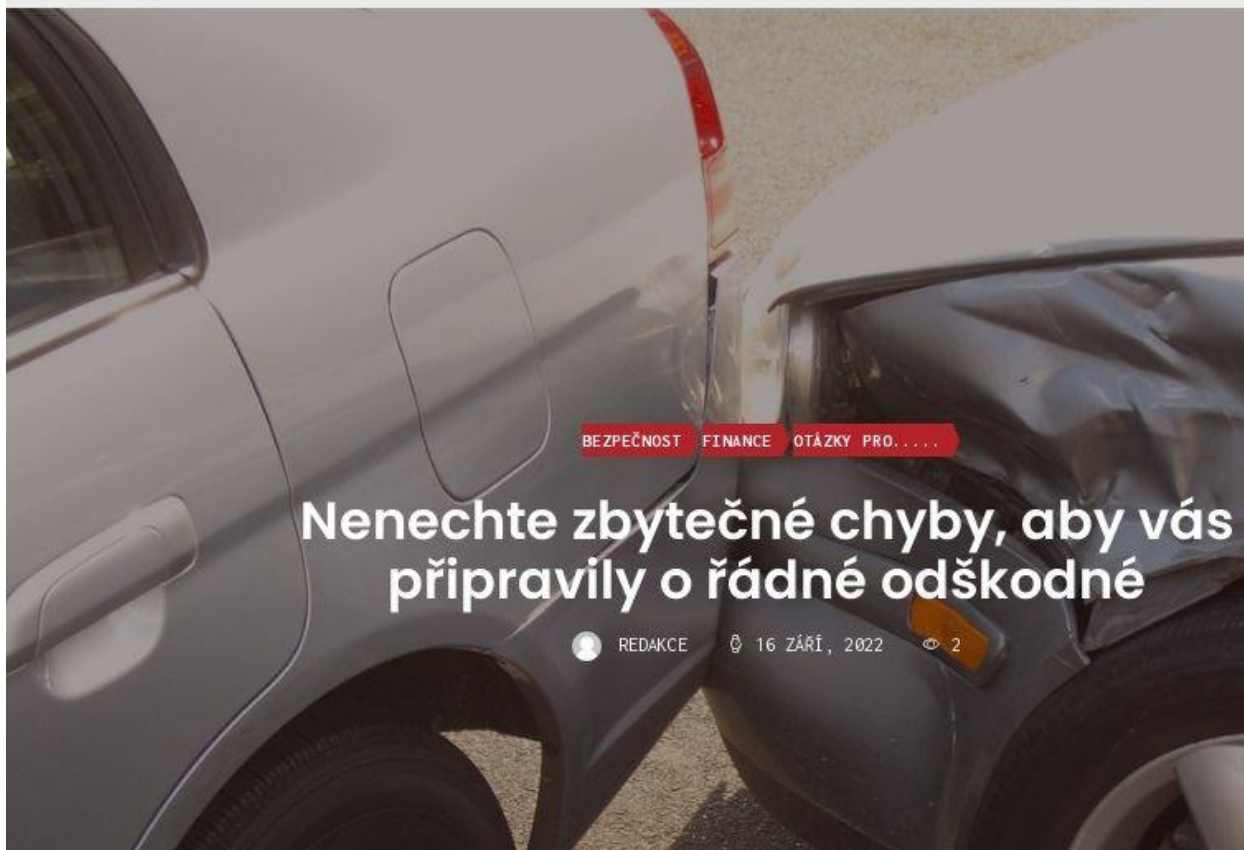 BEZPEČNOST FINANCE OTÁZKY PRO.....
Nenechte zbytečné chyby, aby vás
připravily o řádné odškodné
REDAKCE 16 ZÁŘÍ, 2022 2